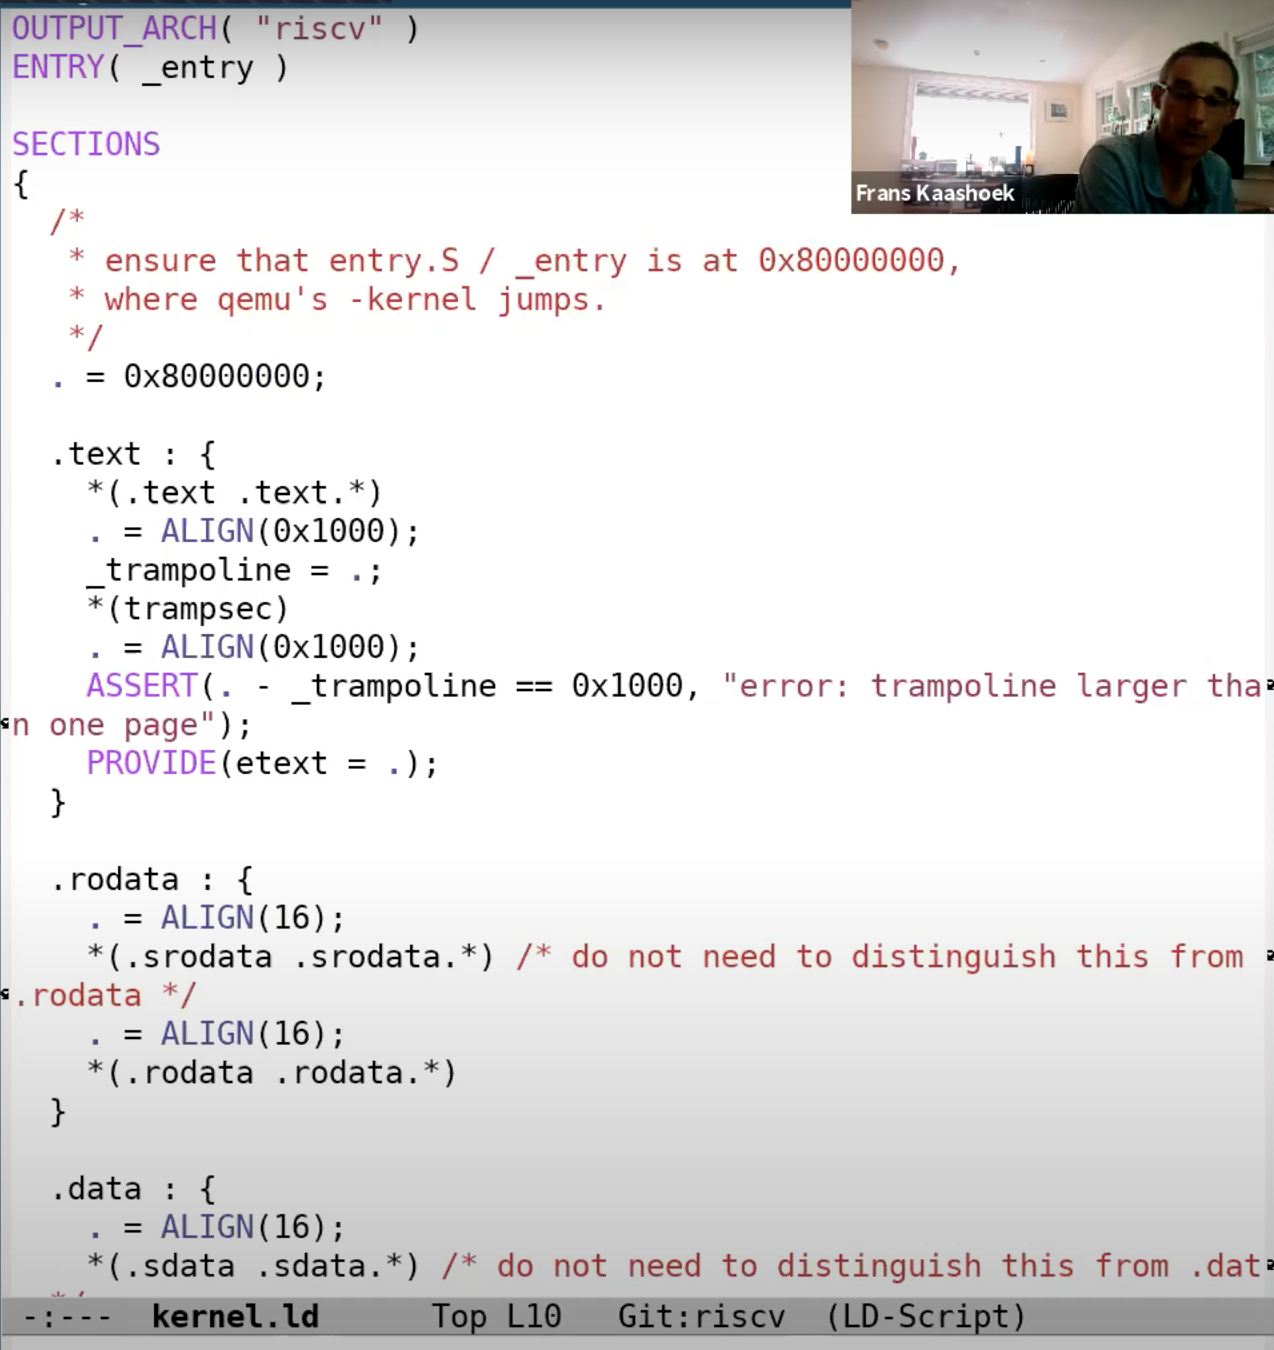 OUTPUT_ARCH( "riscv" )
ENTRY( _entry )
SECTIONS
{
/*
* ensure that entry.S / _entry is at 0x80000000,
* where qemu's -kernel jumps.
*/
. = 0x80000000;
.text : {
*(.text .text.*)
. = ALIGN(0x1000);
_trampoline = .;
*(trampsec)
. = ALIGN(0x1000);
ASSERT(. - _trampoline == 0x1000, "error: trampoline larger tha
n one page");
PROVIDE(etext = .);
}
.rodata : {
. = ALIGN(16);
*(.srodata .srodata.*) /* do not need to distinguish this from
.rodata */
. = ALIGN(16);
*(.rodata .rodata.*)
}
.data : {
. = ALIGN(16);
*(.sdata .sdata.*) /* do not need to distinguish this from .dat
-:--- kernel.ld Top L10 Git:riscv (LD-Script)
Frans Kaashoek